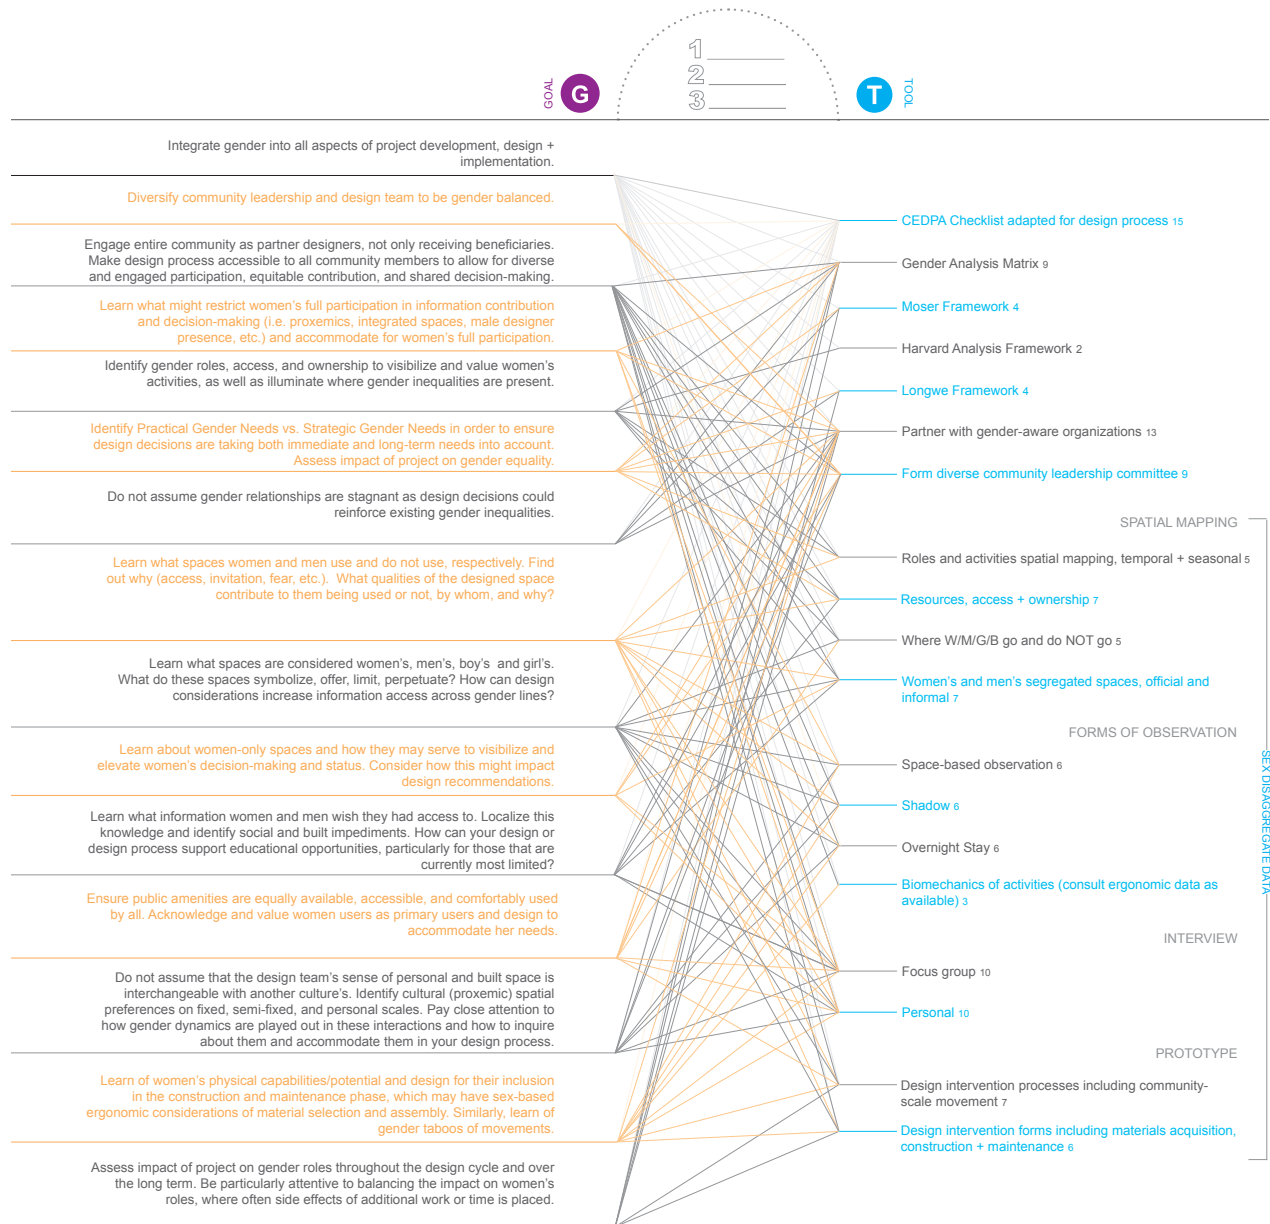 1
2
3
GOAL
G
T
TOOL
Integrate gender into all aspects of project development, design +
implementation.
Diversify community leadership and design team to be gender balanced.
Engage entire community as partner designers, not only receiving beneficiaries.
Make design process accessible to all community members to allow for diverse
and engaged participation, equitable contribution, and shared decision-making.
Learn what might restrict women's full participation in information contribution
and decision-making (i.e. proxemics, integrated spaces, male designer
presence, etc.) and accommodate for women's full participation.
Identify gender roles, access, and ownership to visibilize and value women's
activities, as well as illuminate where gender inequalities are present.
Identify Practical Gender Needs vs. Strategic Gender Needs in order to ensure
design decisions are taking both immediate and long-term needs into account.
Assess impact of project on gender equality.
Do not assume gender relationships are stagnant as design decisions could
reinforce existing gender inequalities.
Learn what spaces women and men use and do not use, respectively. Find
out why (access, invitation, fear, etc.). What qualities of the designed space
contribute to them being used or not, by whom, and why?
Learn what spaces are considered women's, men's, boy's and girl's.
What do these spaces symbolize, offer, limit, perpetuate? How can design
considerations increase information access across gender lines?
Learn about women-only spaces and how they may serve to visibilize and
elevate women's decision-making and status. Consider how this might impact
design recommendations.
Learn what information women and men wish they had access to. Localize this
knowledge and identify social and built impediments. How can your design or
design process support educational opportunities, particularly for those that are
currently most limited?
Ensure public amenities are equally available, accessible, and comfortably used
by all. Acknowledge and value women users as primary users and design to
accommodate her needs.
Do not assume that the design team's sense of personal and built space is
interchangeable with another culture's. Identify cultural (proxemic) spatial
preferences on fixed, semi-fixed, and personal scales. Pay close attention to
how gender dynamics are played out in these interactions and how to inquire
about them and accommodate them in your design process.
Learn of women's physical capabilities/potential and design for their inclusion
in the construction and maintenance phase, which may have sex-based
ergonomic considerations of material selection and assembly. Similarly, learn of
gender taboos of movements.
Assess impact of project on gender roles throughout the design cycle and over
the long term. Be particularly attentive to balancing the impact on women's
roles, where often side effects of additional work or time is placed.
CEDPA Checklist adapted for design process 15
Gender Analysis Matrix 9
Moser Framework 4
Harvard Analysis Framework 2
Longwe Framework 4
Partner with gender-aware organizations 13
Form diverse community leadership committee 9
SPATIAL MAPPING
Roles and activities spatial mapping, temporal + seasonal 5
Resources, access + ownership 7
Where W/M/G/B go and do NOT go 5
Women's and men's segregated spaces, official and
informal 7
FORMS OF OBSERVATION
Space-based observation 6
Shadow 6
Overnight Stay 6
Biomechanics of activities (consult ergonomic data as
available) 3
INTERVIEW
Focus group 10
Personal 10
PROTOTYPE
Design intervention processes including community-
scale movement 7
Design intervention forms including materials acquisition,
construction + maintenance 6
SEX DISAGGREGATE DATA